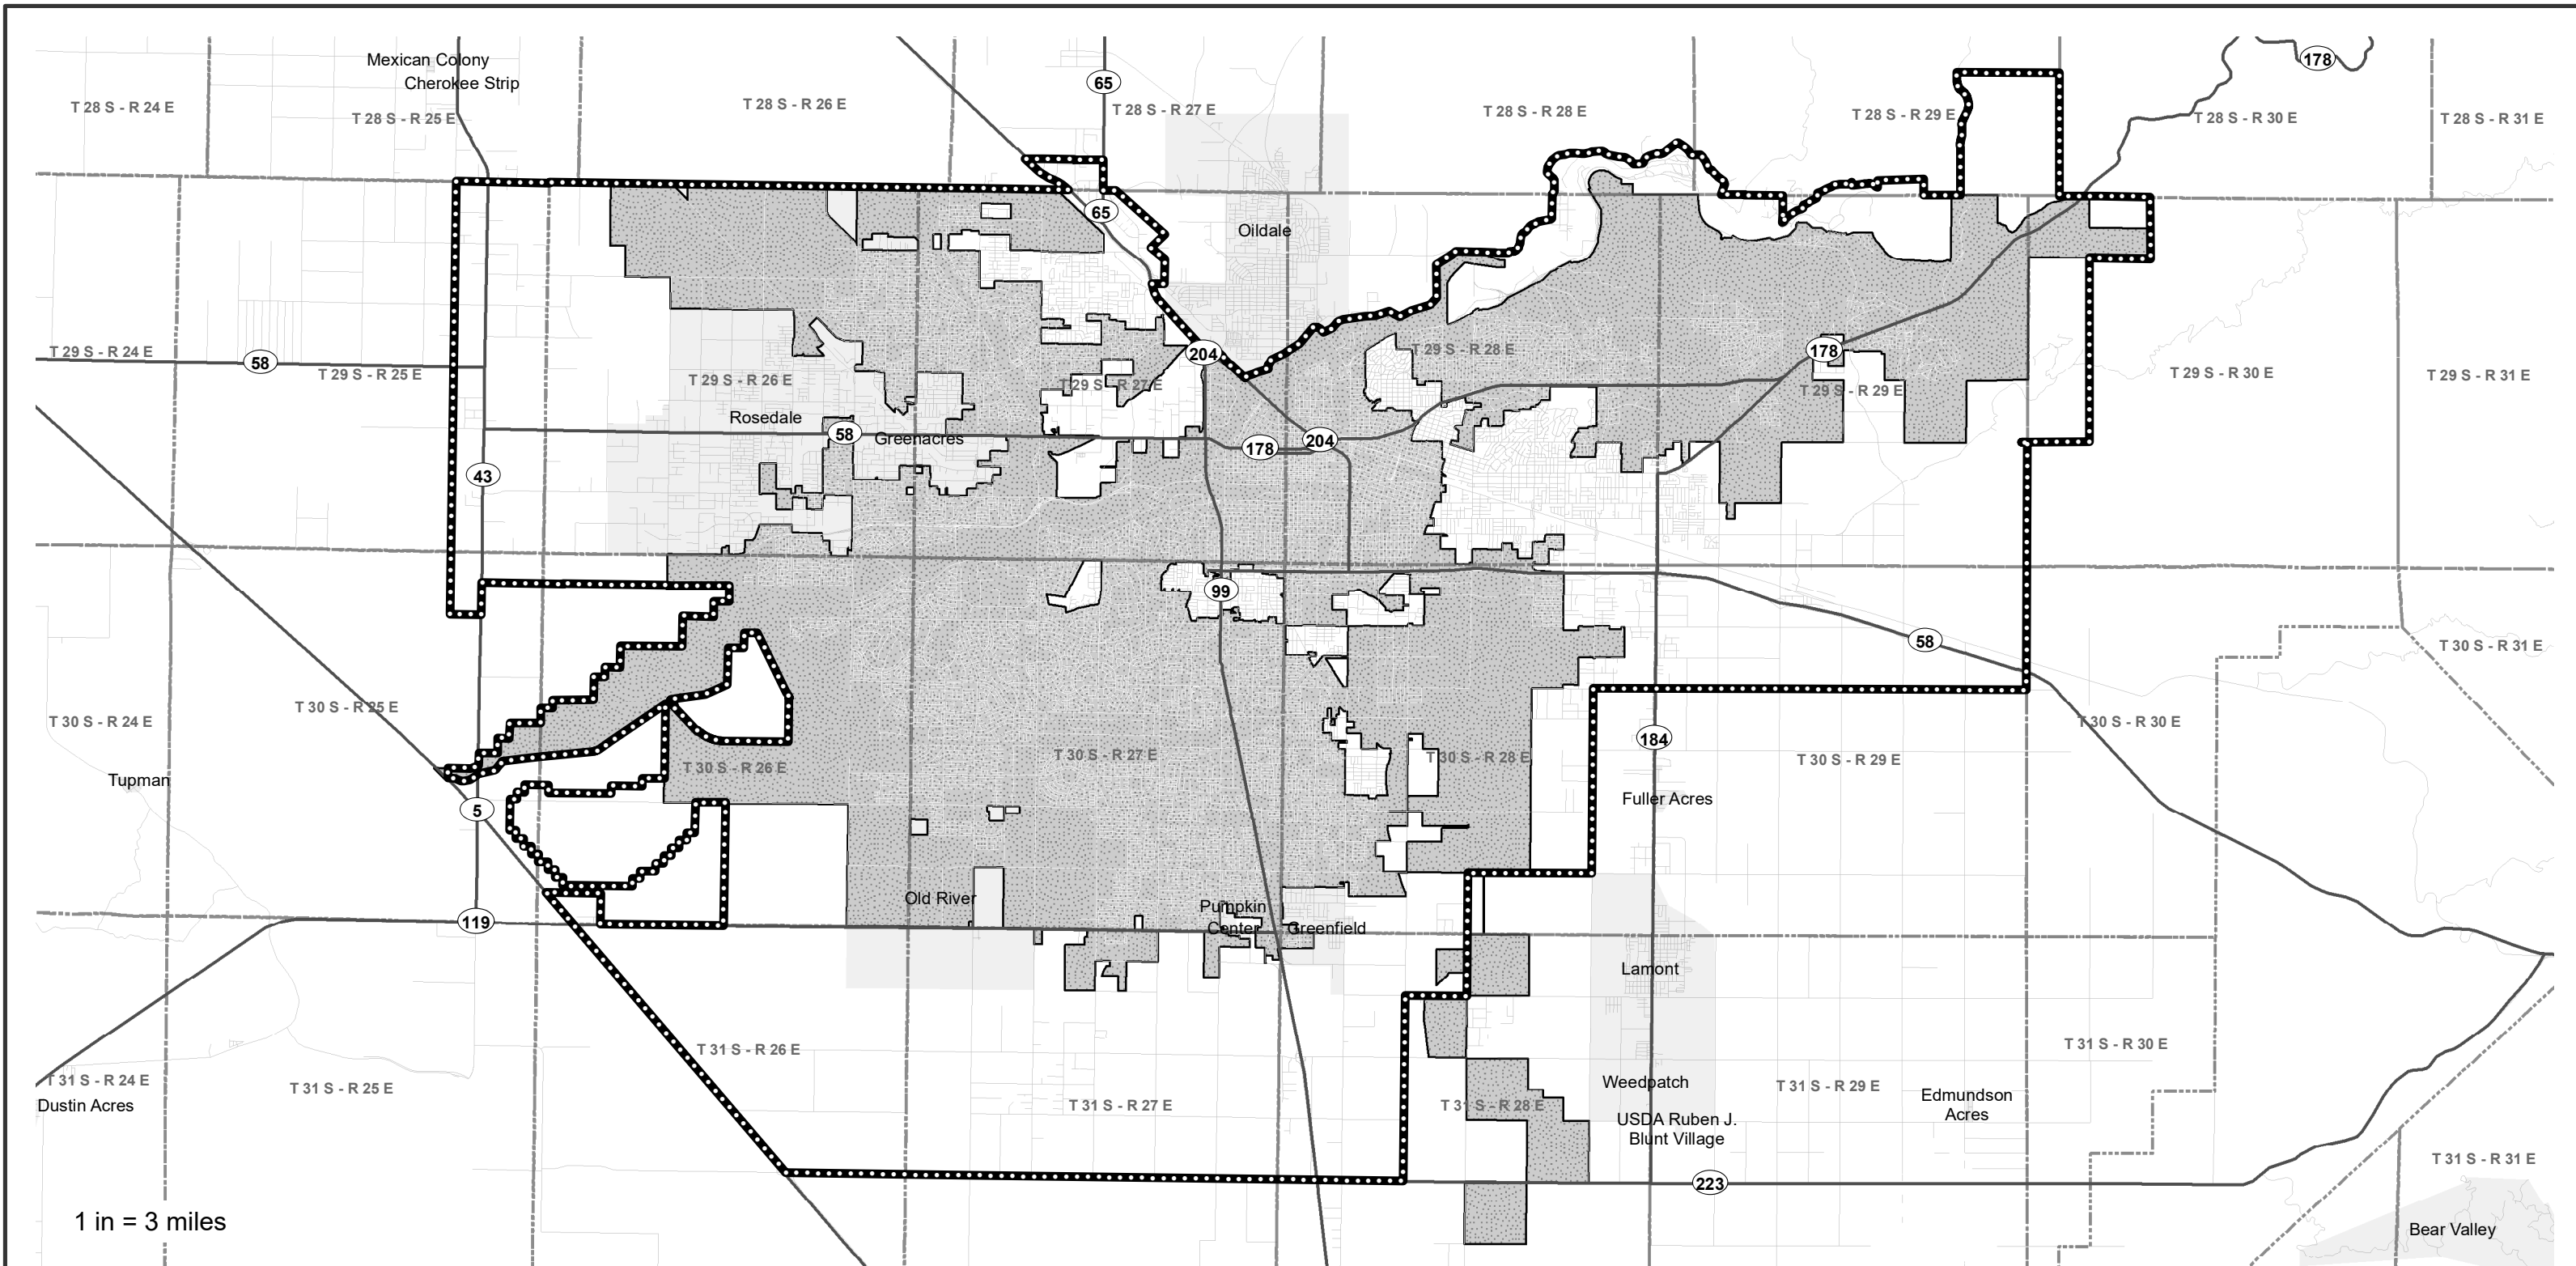 Mexican Colony
Cherokee Strip
178
65
T 28 S - R 24 E
T 28 S - R 25 E
T 28 S - R 26 E
T 28 S - R 27 E
T 28 S - R 28 E
T 28 S - R 29 E
T 28 S - R 30 E
T 28 S - R 31 E
65
Oildale
T 29 S - R 24 E
58
T 29 S - R 25 E
T 29 S - R 26 E
T 29 S - R 27 E
204
T 29 S - R 28 E
178
T 29 S - R 29 E
T 29 S - R 30 E
T 29 S - R 31 E
Rosedale
58
Greenacres
178
204
43
99
58
T 30 S - R 24 E
T 30 S - R 25 E
T 30 S - R 26 E
T 30 S - R 27 E
T 30 S - R 28 E
184
T 30 S - R 29 E
T 30 S - R 30 E
T 30 S - R 31 E
Tupman
5
Fuller Acres
119
Old River
Pumpkin
Center
Greenfield
Lamont
T 31 S - R 24 E
Dustin Acres
T 31 S - R 25 E
T 31 S - R 26 E
T 31 S - R 27 E
T 31 S - R 28 E
Weedpatch
USDA Ruben J.
Blunt Village
T 31 S - R 29 E
Edmundson
Acres
T 31 S - R 30 E
T 31 S - R 31 E
223
1 in = 3 miles
Bear Valley